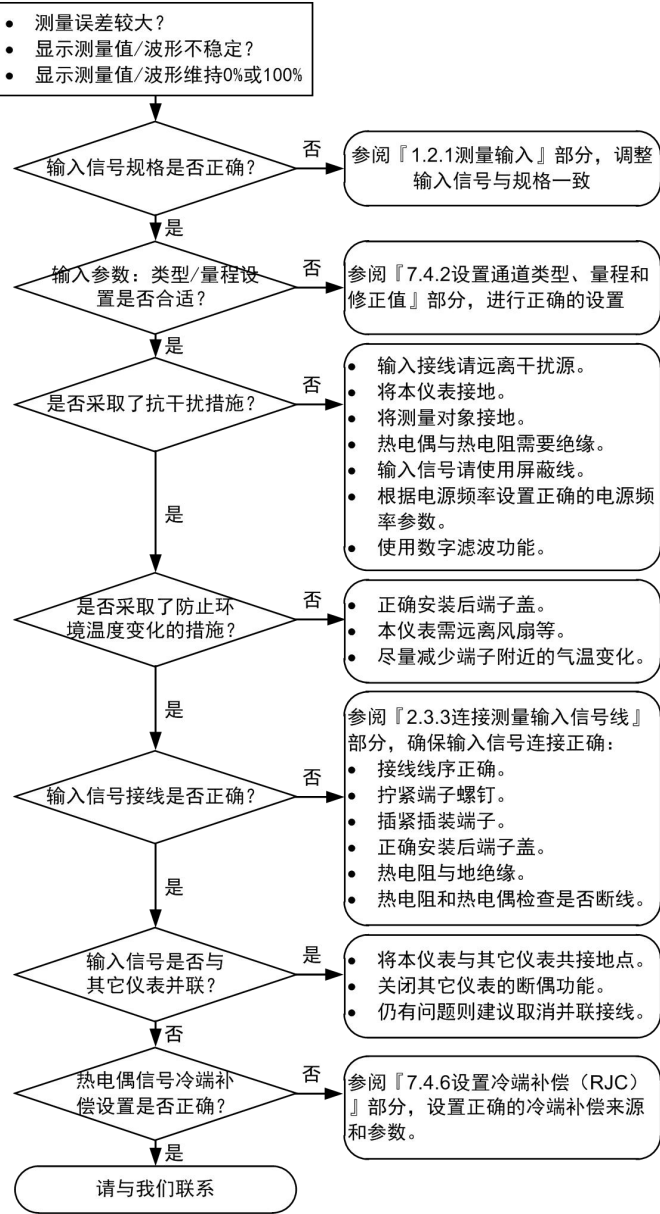 • 测量误差较大？
• 显示测量值/波形不稳定？
• 显示测量值/波形维持0%或100%
输入信号规格是否正确？
否
参阅『1.2.1测量输入』部分，调整
输入信号与规格一致
是
输入参数：类型/量程设
置是否合适？
否
参阅『7.4.2设置通道类型、量程和
修正值』部分，进行正确的设置
是
是否采取了抗干扰措施？
否
• 输入接线请远离干扰源。
• 将本仪表接地。
• 将测量对象接地。
• 热电偶与热电阻需要绝缘。
• 输入信号请使用屏蔽线。
• 根据电源频率设置正确的电源频
率参数。
• 使用数字滤波功能。
是
是否采取了防止环
境温度变化的措施？
否
• 正确安装后端子盖。
• 本仪表需远离风扇等。
• 尽量减少端子附近的气温变化。
是
输入信号接线是否正确？
否
参阅『2.3.3连接测量输入信号线』
部分，确保输入信号连接正确：
• 接线线序正确。
• 拧紧端子螺钉。
• 插紧插装端子。
• 正确安装后端子盖。
• 热电阻与地绝缘。
• 热电阻和热电偶检查是否断线。
是
输入信号是否与
其它仪表并联？
是
• 将本仪表与其它仪表共接地点。
• 关闭其它仪表的断偶功能。
• 仍有问题则建议取消并联接线。
否
热电偶信号冷端补
偿设置是否正确？
否
参阅『7.4.6设置冷端补偿（RJC）
』部分，设置正确的冷端补偿来源
和参数。
是
请与我们联系